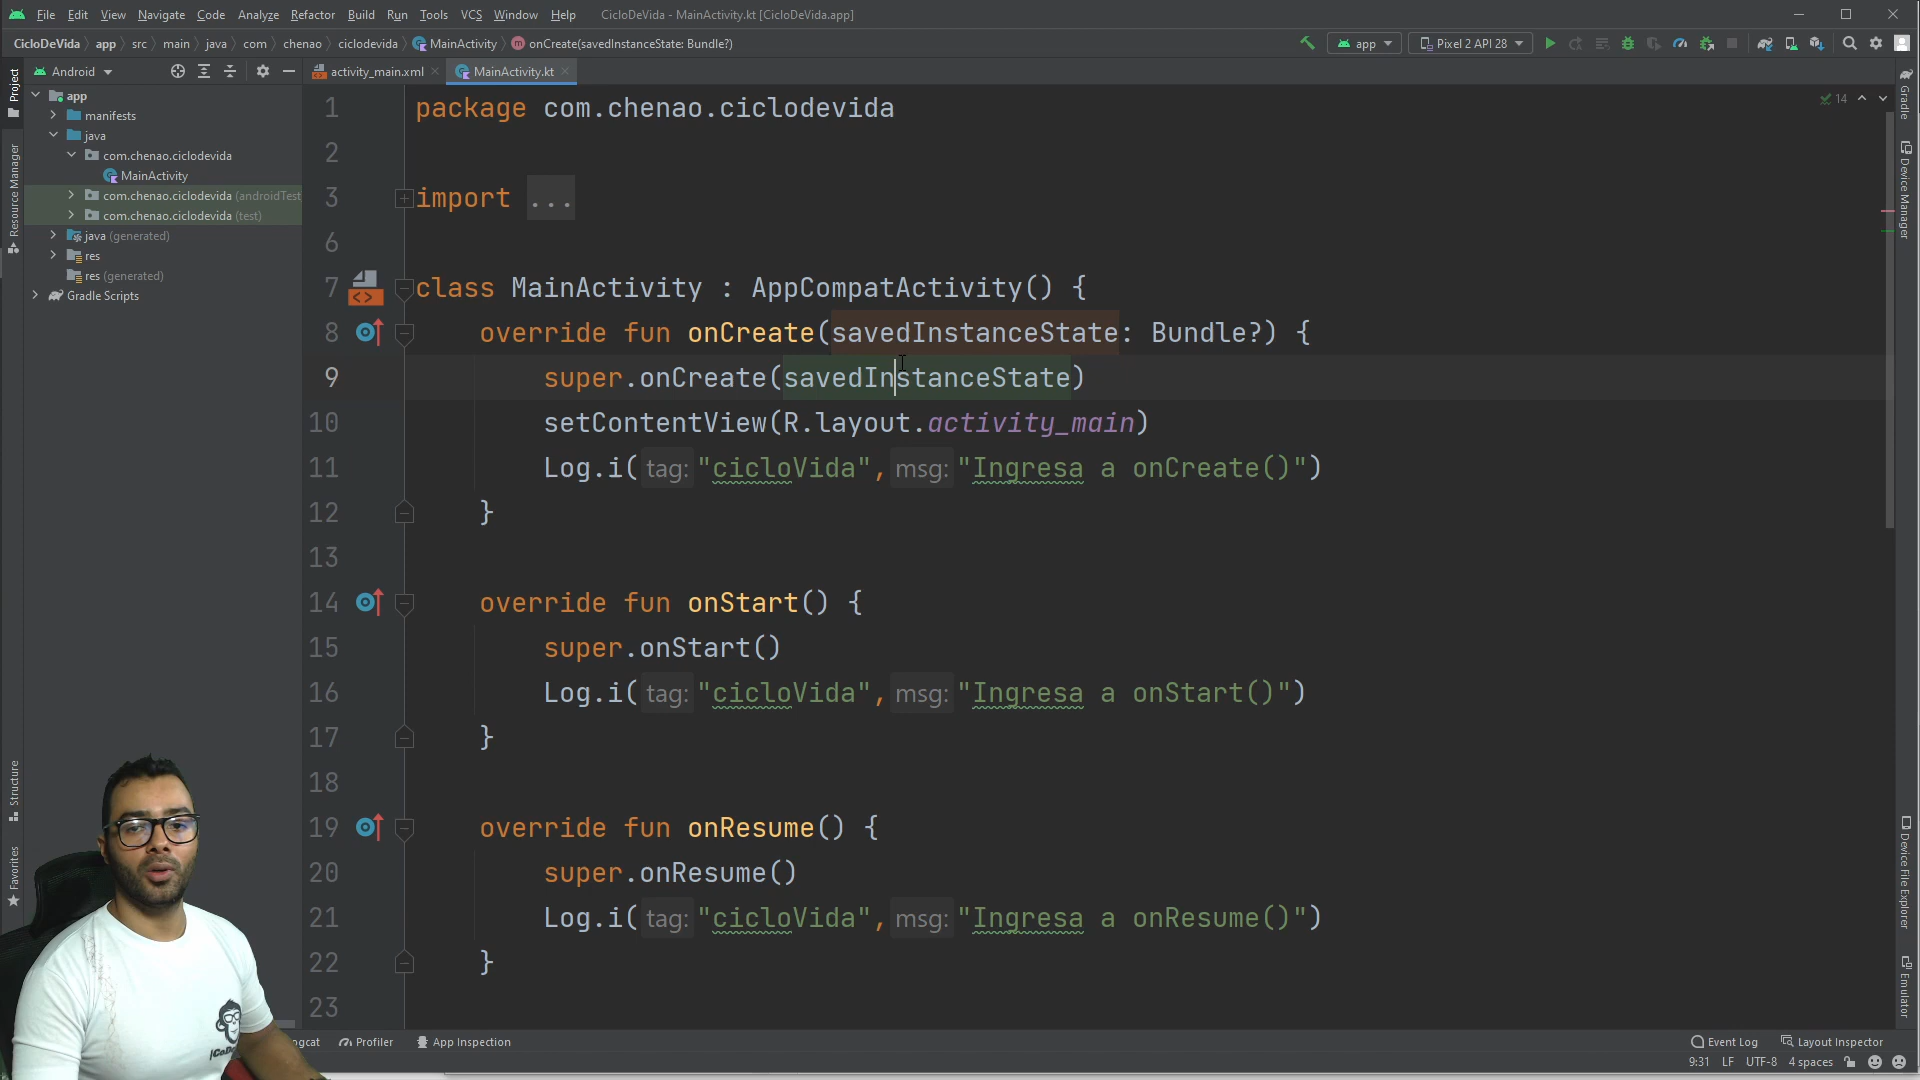 File Edit View Navigate Code Analyze Refactor Build Run Tools VCS Window Help CicloDeVida - MainActivity.kt [CicloDeVida.app]
CicloDeVida app src main java com chenao ciclodevida MainActivity onCreate(savedInstanceState: Bundle?) app Pixel 2 API 28
Android activity_main.xml MainActivity.kt
Project
Resource Manager
Structure
Favorites
app
manifests
java
com.chenao.ciclodevida
MainActivity
com.chenao.ciclodevida (androidTest
com.chenao.ciclodevida (test)
java (generated)
res
res (generated)
Gradle Scripts
14
1 package com.chenao.ciclodevida
2
3 import ...
6
7 class MainActivity : AppCompatActivity() {
8 override fun onCreate(savedInstanceState: Bundle?) {
9 super.onCreate(savedInstanceState)
10 setContentView(R.layout.activity_main)
11 Log.i( tag: "cicloVida", msg: "Ingresa a onCreate()")
12 }
13
14 override fun onStart() {
15 super.onStart()
16 Log.i( tag: "cicloVida", msg: "Ingresa a onStart()")
17 }
18
19 override fun onResume() {
20 super.onResume()
21 Log.i( tag: "cicloVida", msg: "Ingresa a onResume()")
22 }
23
Gradle
Device Manager
Device File Explorer
Emulator
Profiler App Inspection Event Log Layout Inspector
9:31 LF UTF-8 4 spaces